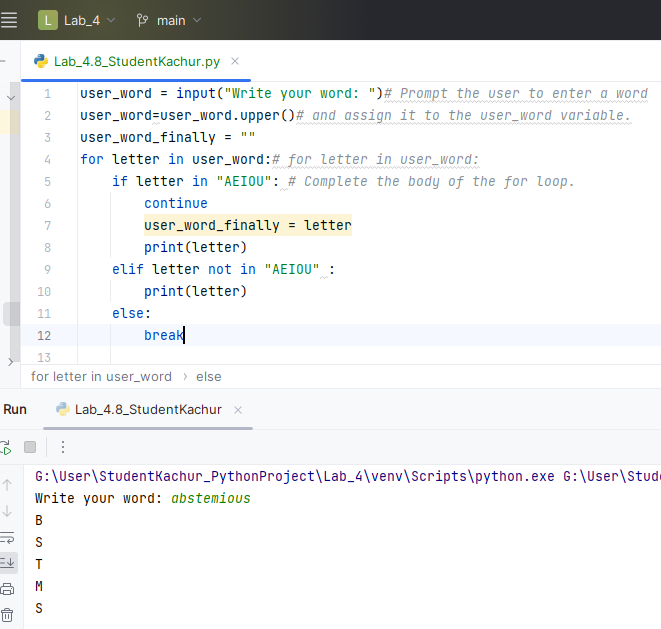 L Lab_4 main
Lab_4.8_StudentKachur.py
1 user_word = input("Write your word: ")# Prompt the user to enter a word
2 user_word=user_word.upper()# and assign it to the user_word variable.
3 user_word_finally = ""
4 for letter in user_word:# for letter in user_word:
5 if letter in "AEIOU": # Complete the body of the for loop.
6 continue
7 user_word_finally = letter
8 print(letter)
9 elif letter not in "AEIOU" :
10 print(letter)
11 else:
12 break
13
for letter in user_word › else
Run Lab_4.8_StudentKachur
G:\User\StudentKachur_PythonProject\Lab_4\venv\Scripts\python.exe G:\User\Stude
Write your word: abstemious
B
S
T
M
S